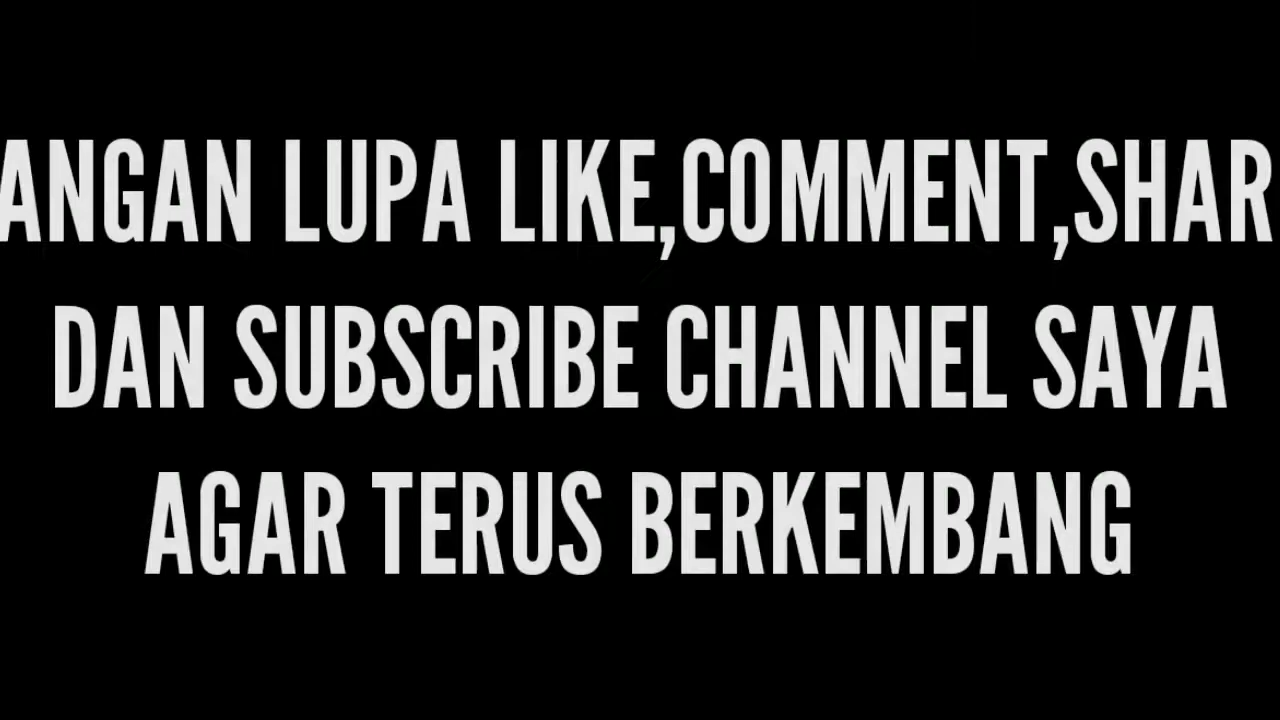 ANGAN LUPA LIKE,COMMENT,SHAR
DAN SUBSCRIBE CHANNEL SAYA
AGAR TERUS BERKEMBANG